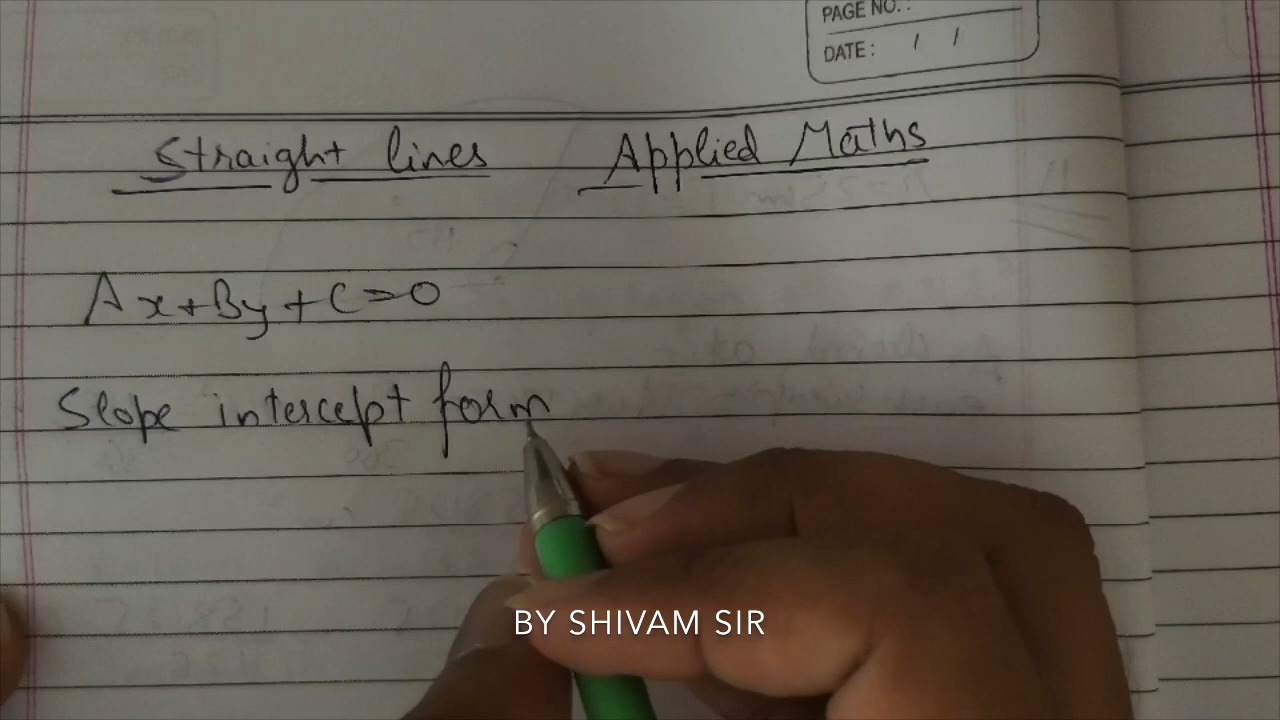 PAGE NO.:
DATE: / /
Straight lines Applied Maths
Ax+By+C=0
Slope intercept form
BY SHIVAM SIR